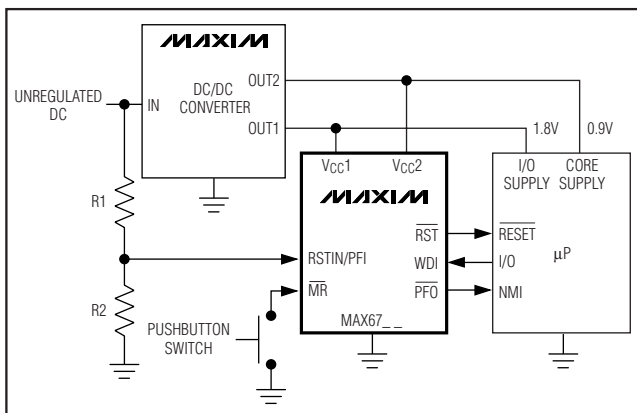 MAXIM
UNREGULATED
DC
IN
DC/DC
CONVERTER
OUT2
OUT1
1.8V
0.9V
R1
R2
VCC1
VCC2
MAXIM
RSTIN/PFI
MR
RST
WDI
PFO
MAX67_ _
I/O
SUPPLY
CORE
SUPPLY
RESET
I/O
NMI
µP
PUSHBUTTON
SWITCH